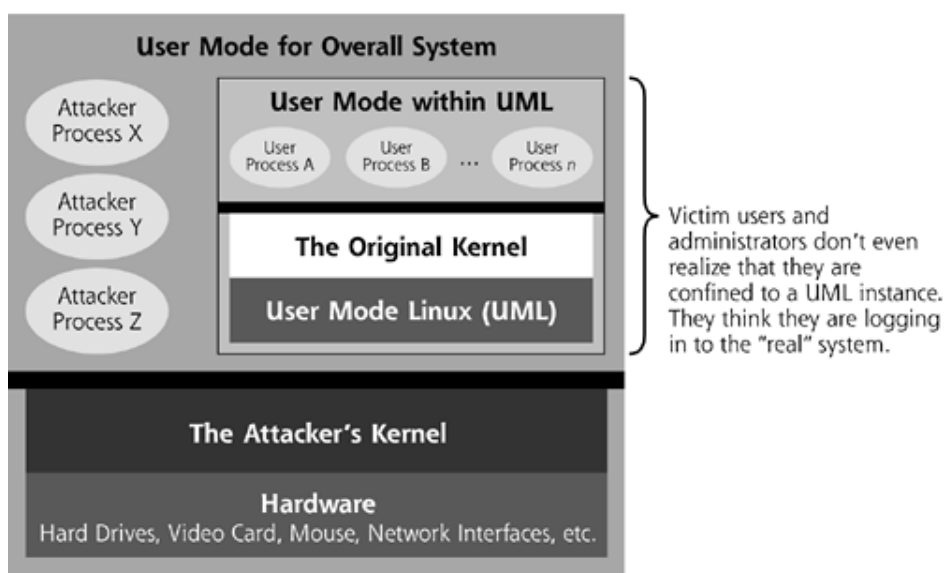 User Mode for Overall System
Attacker
Process X
Attacker
Process Y
Attacker
Process Z
User Mode within UML
User
Process A
User
Process B
...
User
Process n
The Original Kernel
User Mode Linux (UML)
Victim users and
administrators don't even
realize that they are
confined to a UML instance.
They think they are logging
in to the "real" system.
The Attacker's Kernel
Hardware
Hard Drives, Video Card, Mouse, Network Interfaces, etc.